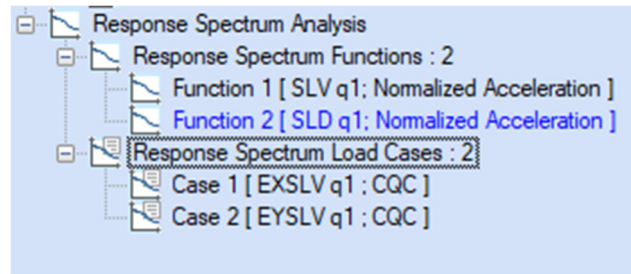 Response Spectrum Analysis
Response Spectrum Functions : 2
Function 1 [ SLV q1; Normalized Acceleration ]
Function 2 [ SLD q1; Normalized Acceleration ]
Response Spectrum Load Cases : 2
Case 1 [ EXSLV q1 ; CQC ]
Case 2 [ EYSLV q1 ; CQC ]